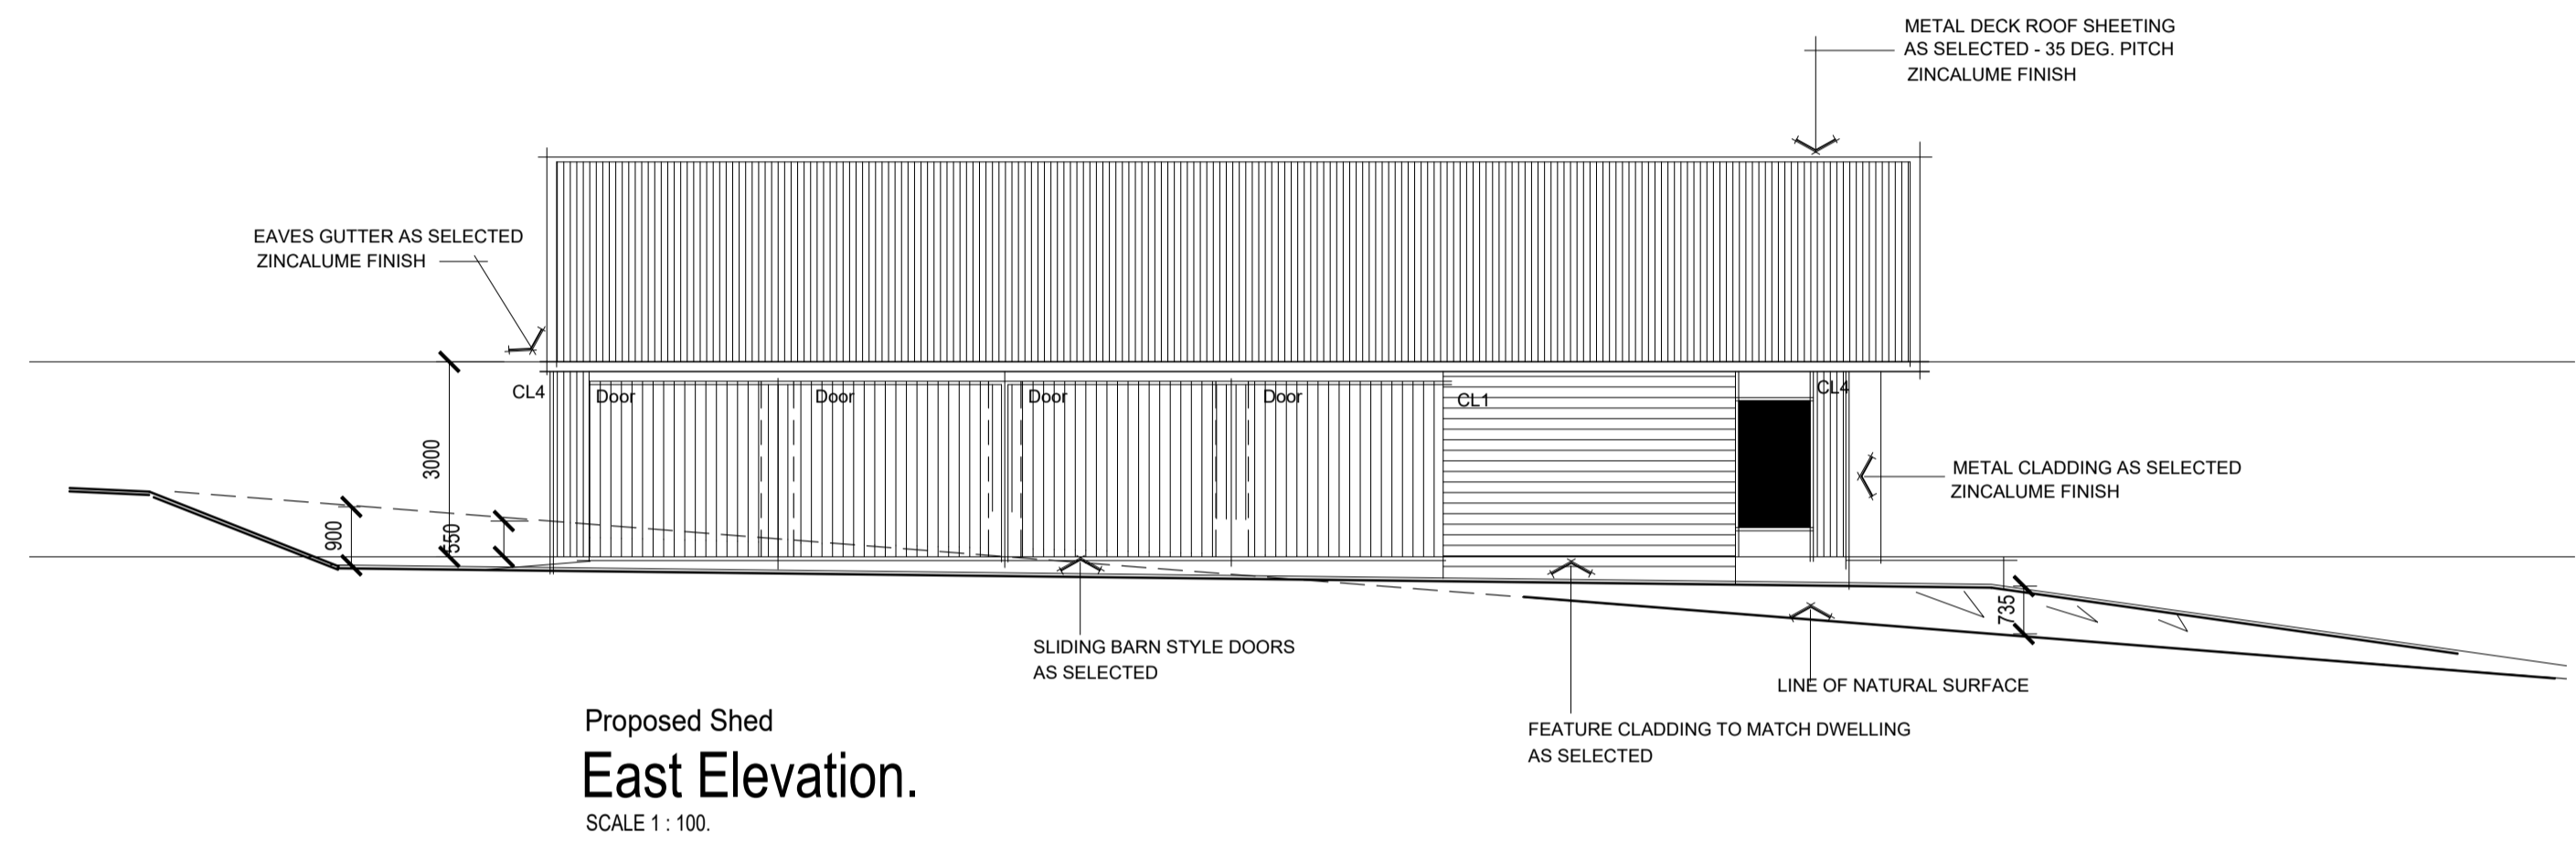 METAL DECK ROOF SHEETING
AS SELECTED - 35 DEG. PITCH
ZINCALUME FINISH
EAVES GUTTER AS SELECTED
ZINCALUME FINISH
CL4
Door
Door
Door
Door
CL1
CL4
3000
900
550
METAL CLADDING AS SELECTED
ZINCALUME FINISH
735
SLIDING BARN STYLE DOORS
AS SELECTED
LINE OF NATURAL SURFACE
FEATURE CLADDING TO MATCH DWELLING
AS SELECTED
Proposed Shed
East Elevation.
SCALE 1 : 100.